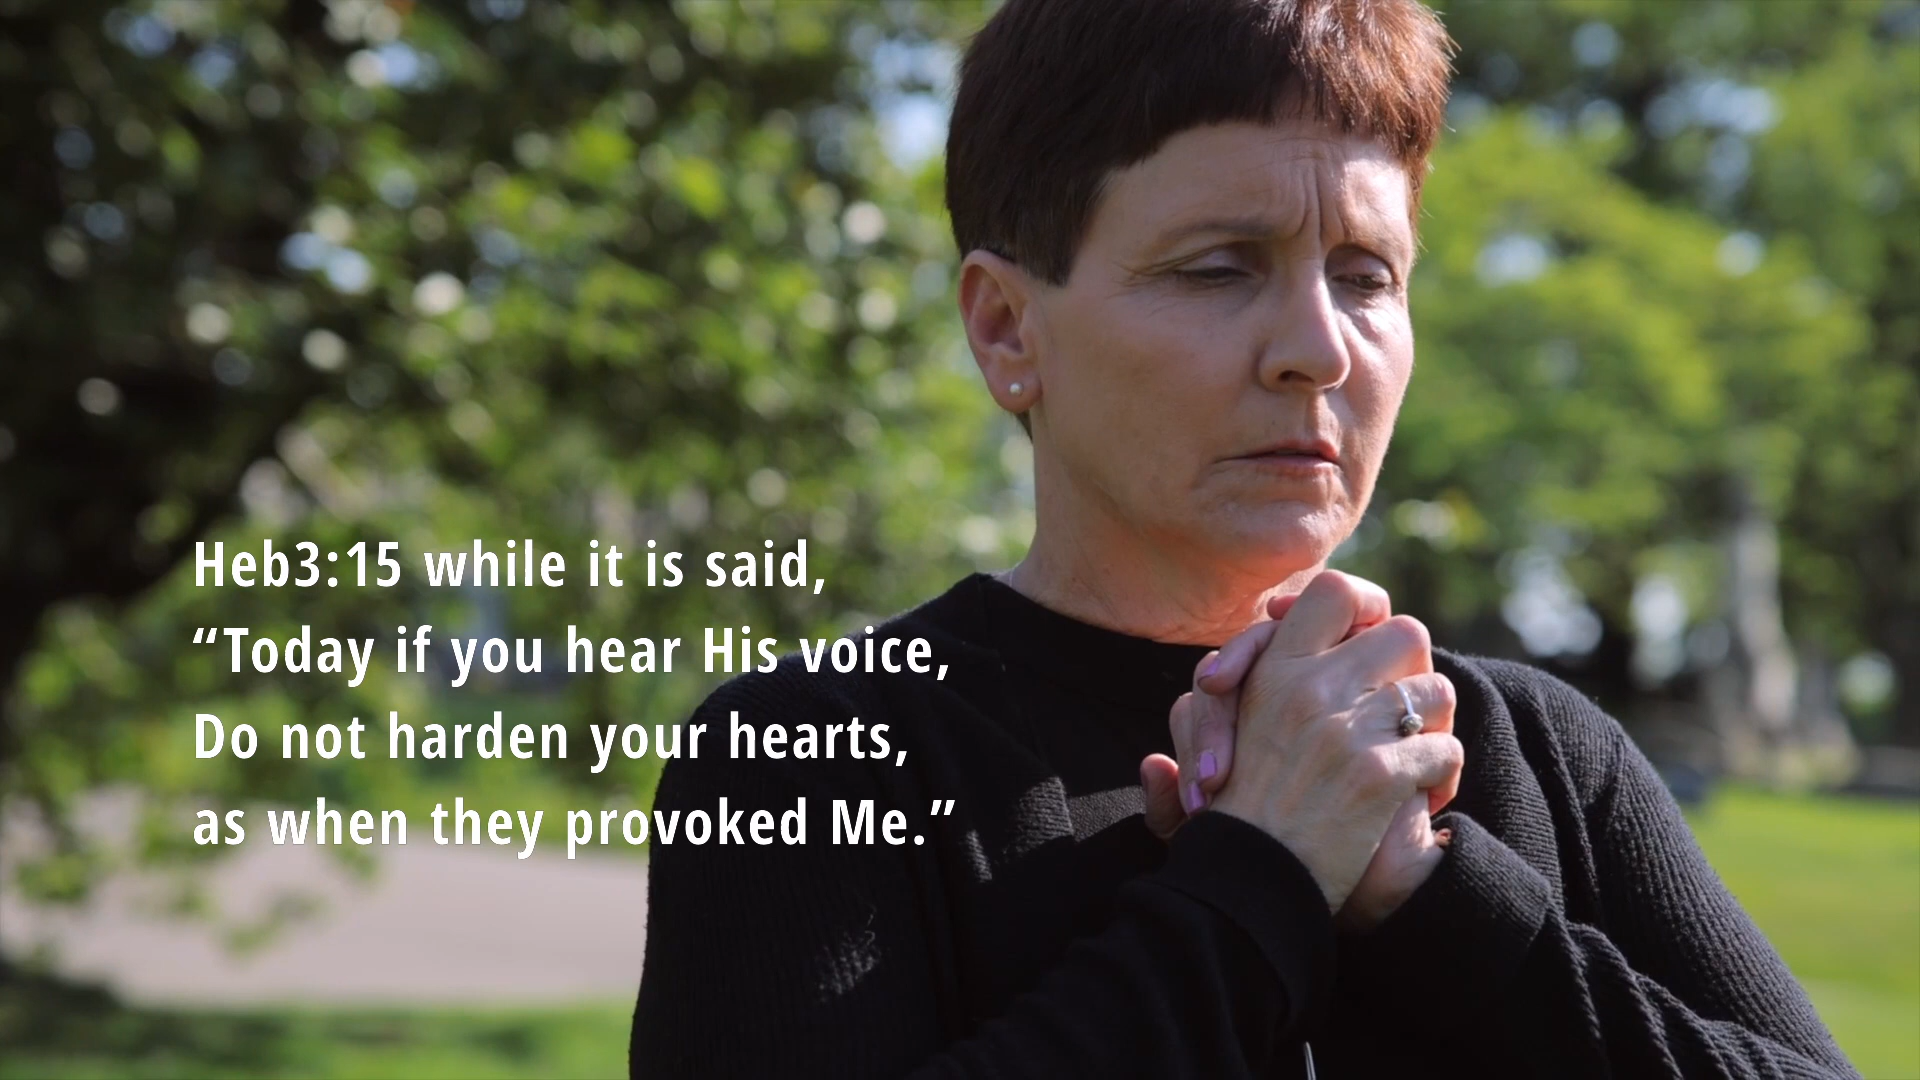 Heb3:15 while it is said,
“Today if you hear His voice,
Do not harden your hearts,
as when they provoked Me.”